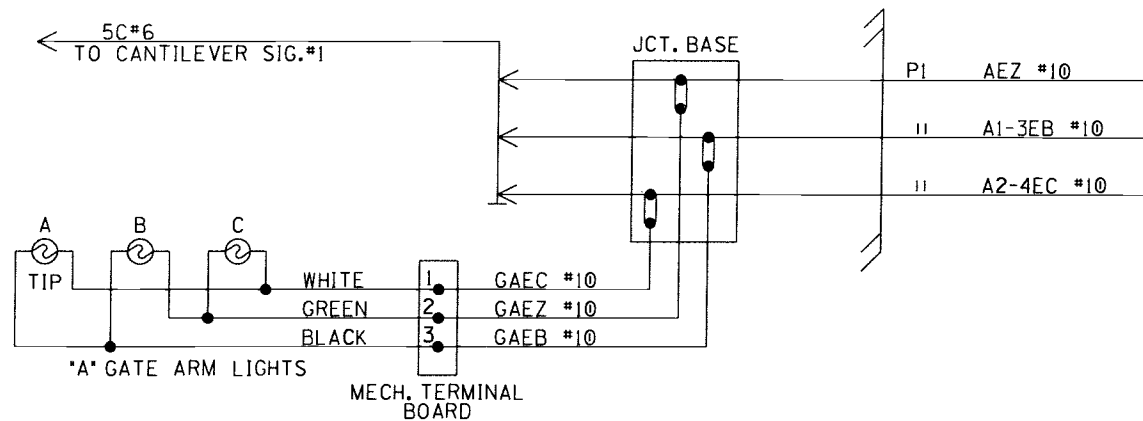 5C#6
TO CANTILEVER SIG.#1
JCT. BASE
P1 AEZ #10
" A1-3EB #10
" A2-4EC #10
A B C
TIP
WHITE 1 GAEC #10
GREEN 2 GAEZ #10
BLACK 3 GAEB #10
"A" GATE ARM LIGHTS
MECH. TERMINAL
BOARD